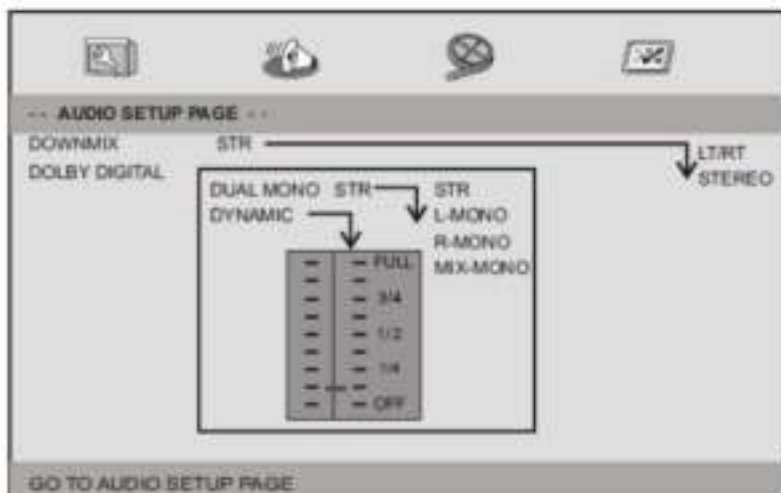 -- AUDIO SETUP PAGE --
DOWNMIX STR LT/RT
STEREO
DOLBY DIGITAL
DUAL MONO STR STR
DYNAMIC L-MONO
R-MONO
MIX-MONO
FULL
3/4
1/2
1/4
OFF
GO TO AUDIO SETUP PAGE